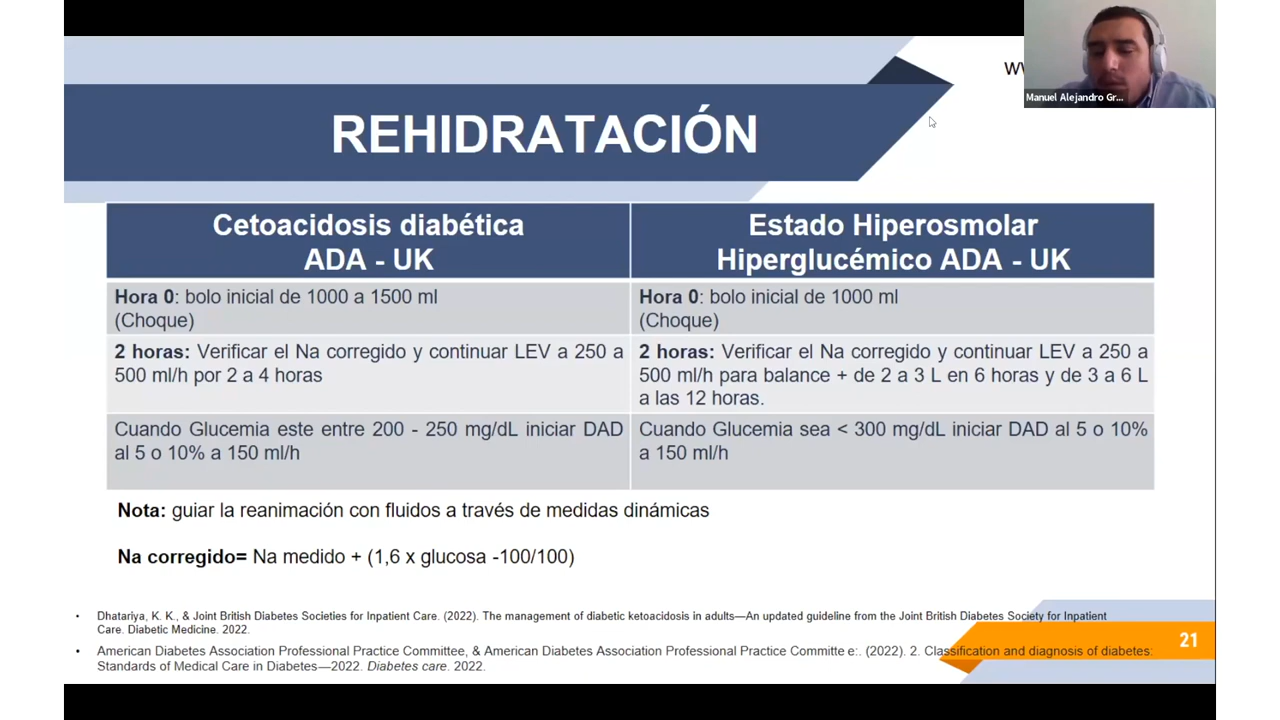 ww
Manuel Alejandro Gr...
REHIDRATACIÓN
Cetoacidosis diabética
ADA - UK
Estado Hiperosmolar
Hiperglucémico ADA - UK
Hora 0: bolo inicial de 1000 a 1500 ml
(Choque)
Hora 0: bolo inicial de 1000 ml
(Choque)
2 horas: Verificar el Na corregido y continuar LEV a 250 a
500 ml/h por 2 a 4 horas
2 horas: Verificar el Na corregido y continuar LEV a 250 a
500 ml/h para balance + de 2 a 3 L en 6 horas y de 3 a 6 L
a las 12 horas.
Cuando Glucemia este entre 200 - 250 mg/dL iniciar DAD
al 5 o 10% a 150 ml/h
Cuando Glucemia sea < 300 mg/dL iniciar DAD al 5 o 10%
a 150 ml/h
Nota: guiar la reanimación con fluidos a través de medidas dinámicas
Na corregido= Na medido + (1,6 x glucosa -100/100)
• Dhatariya, K. K., & Joint British Diabetes Societies for Inpatient Care. (2022). The management of diabetic ketoacidosis in adults—An updated guideline from the Joint British Diabetes Society for Inpatient
Care. Diabetic Medicine. 2022.
• American Diabetes Association Professional Practice Committee, & American Diabetes Association Professional Practice Committe e:. (2022). 2. Classification and diagnosis of diabetes:
Standards of Medical Care in Diabetes—2022. Diabetes care. 2022.
21